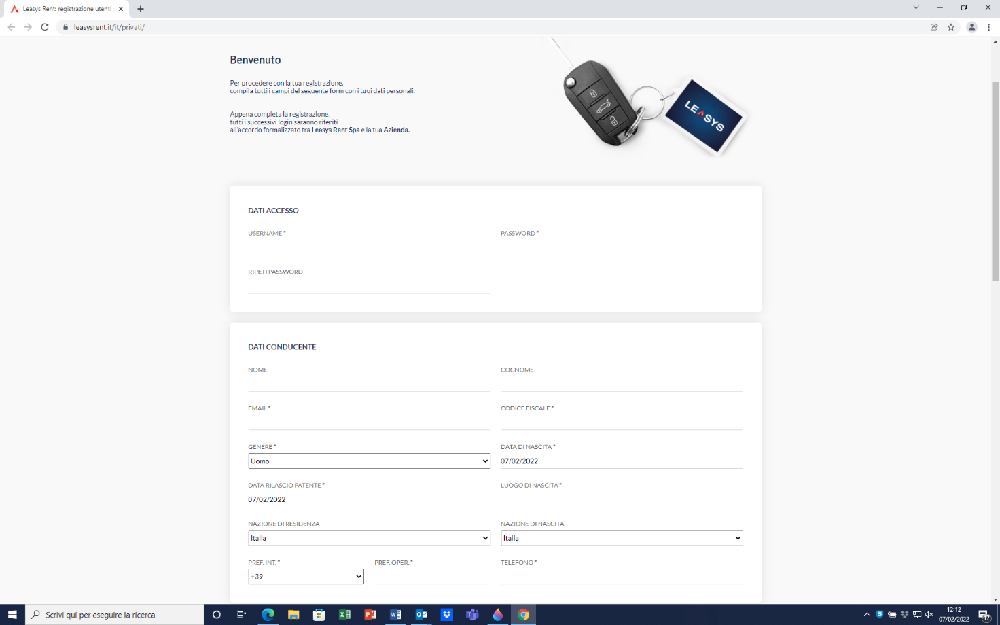 Leasys Rent: registrazione utenti
leasysrent.it/it/privati/
Benvenuto
Per procedere con la tua registrazione,
compila tutti i campi del seguente form con i tuoi dati personali.
Appena completa la registrazione,
tutti i successivi login saranno riferiti
all'accordo formalizzato tra Leasys Rent Spa e la tua Azienda.
LEASYS
DATI ACCESSO
USERNAME *
PASSWORD *
RIPETI PASSWORD
DATI CONDUCENTE
NOME
COGNOME
EMAIL *
CODICE FISCALE *
GENERE *
Uomo
DATA DI NASCITA *
07/02/2022
DATA RILASCIO PATENTE *
07/02/2022
LUOGO DI NASCITA *
NAZIONE DI RESIDENZA
Italia
NAZIONE DI NASCITA
Italia
PREF. INT. *
+39
PREF. OPER. *
TELEFONO *
Scrivi qui per eseguire la ricerca
12:12
07/02/2022
17